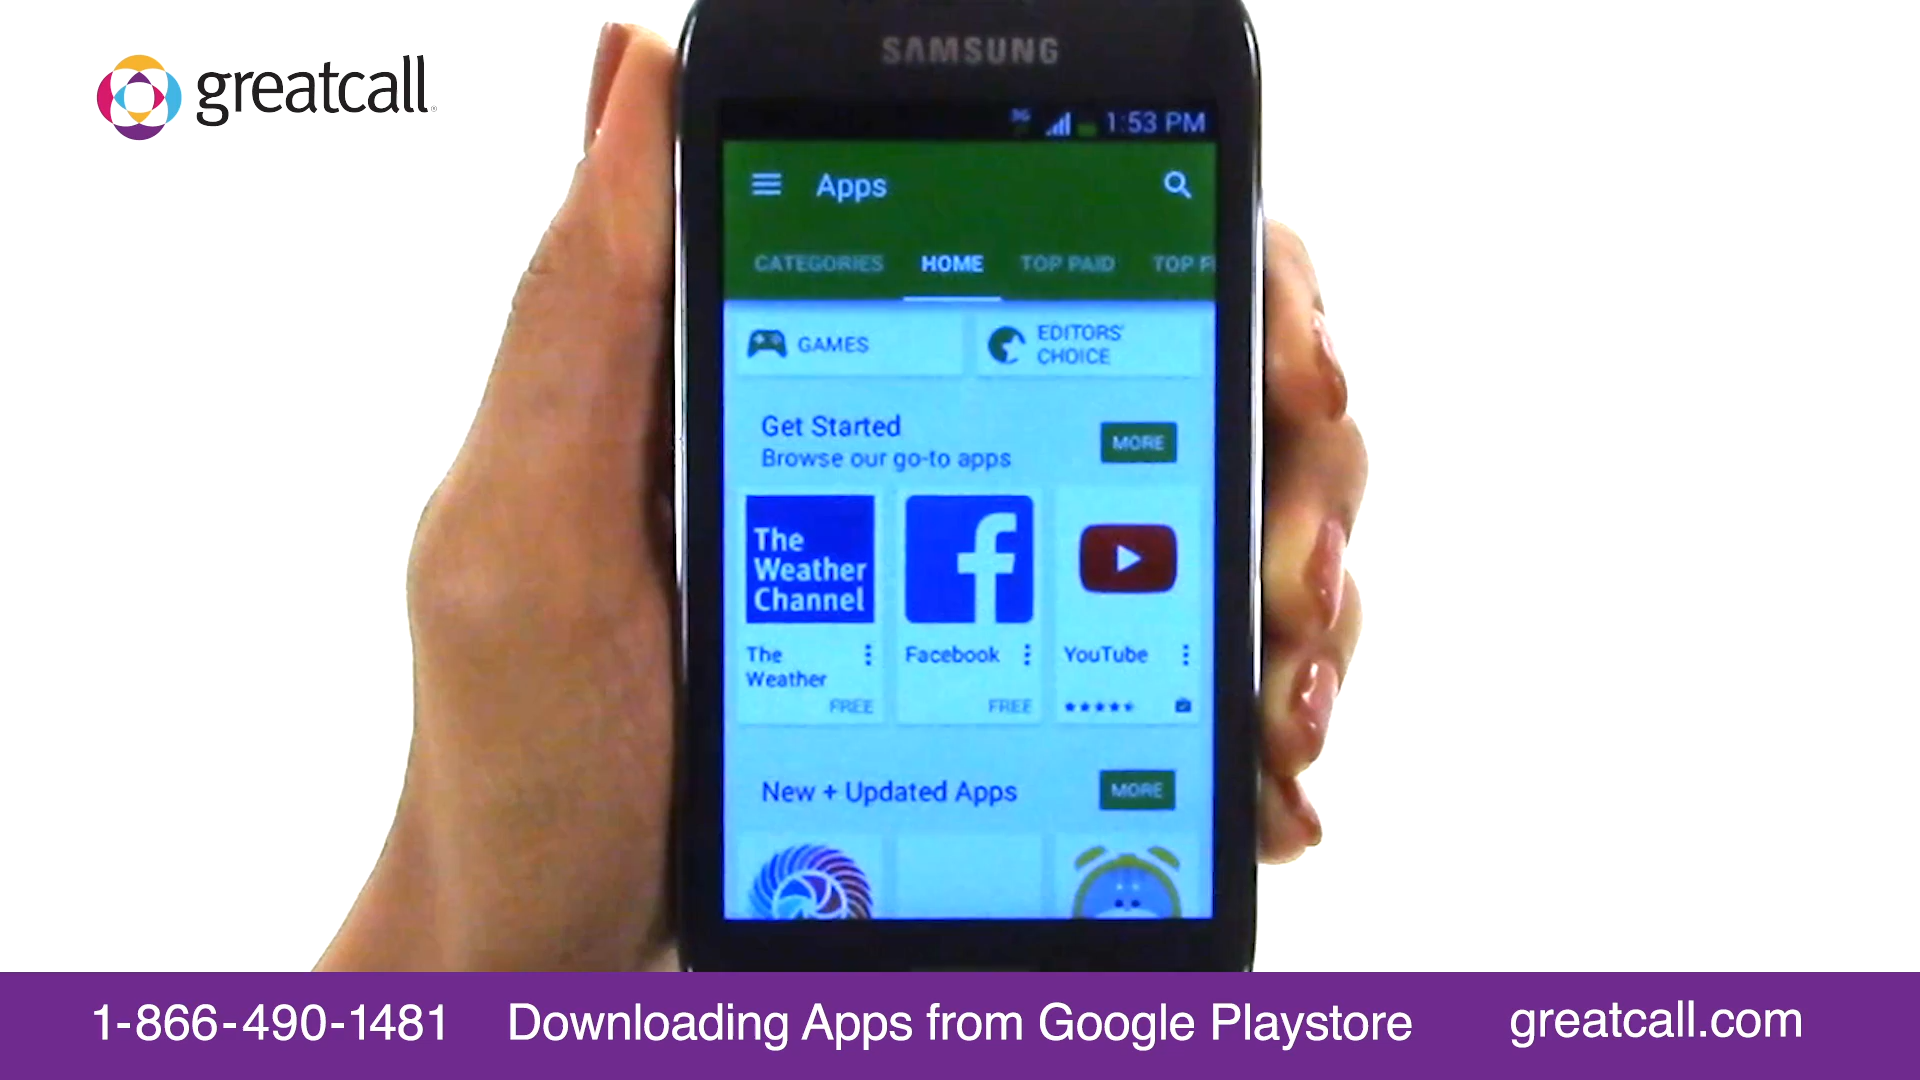 greatcall
SAMSUNG
3G 1:53 PM
Apps
CATEGORIES HOME TOP PAID TOP F
GAMES
EDITORS'
CHOICE
Get Started
Browse our go-to apps
MORE
The
Weather
Channel
f
The
Weather
FREE
Facebook
FREE
YouTube
New + Updated Apps
MORE
1-866-490-1481 Downloading Apps from Google Playstore greatcall.com